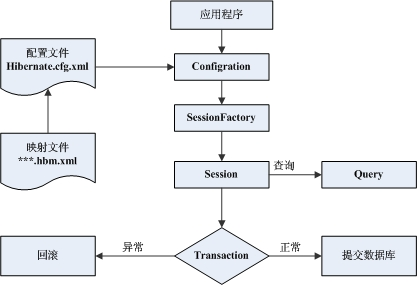 应用程序
配置文件
Hibernate.cfg.xml
Configration
SessionFactory
映射文件
***.hbm.xml
Session
查询
Query
回滚
异常
Transaction
正常
提交数据库